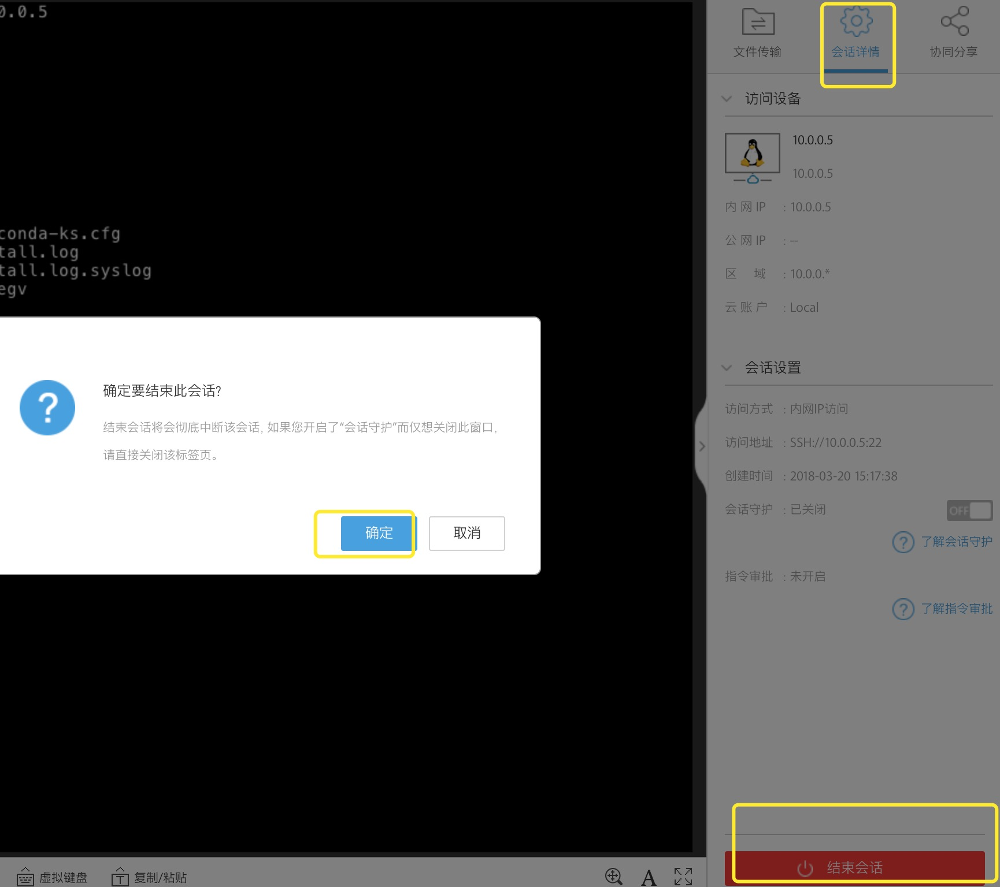 0.0.5
conda-ks.cfg
tall.log
tall.log.syslog
egv
确定要结束此会话?
结束会话将会彻底中断该会话, 如果您开启了“会话守护”而仅想关闭此窗口,
请直接关闭该标签页。
确定
取消
虚拟键盘
复制/粘贴
A
文件传输
会话详情
协同分享
访问设备
10.0.0.5
10.0.0.5
内 网 IP : 10.0.0.5
公 网 IP : --
区 域 : 10.0.0.*
云 账 户 : Local
会话设置
访问方式 : 内网IP访问
访问地址 : SSH://10.0.0.5:22
创建时间 : 2018-03-20 15:17:38
会话守护 : 已关闭 OFF
? 了解会话守护
指令审批 : 未开启
? 了解指令审批
结束会话